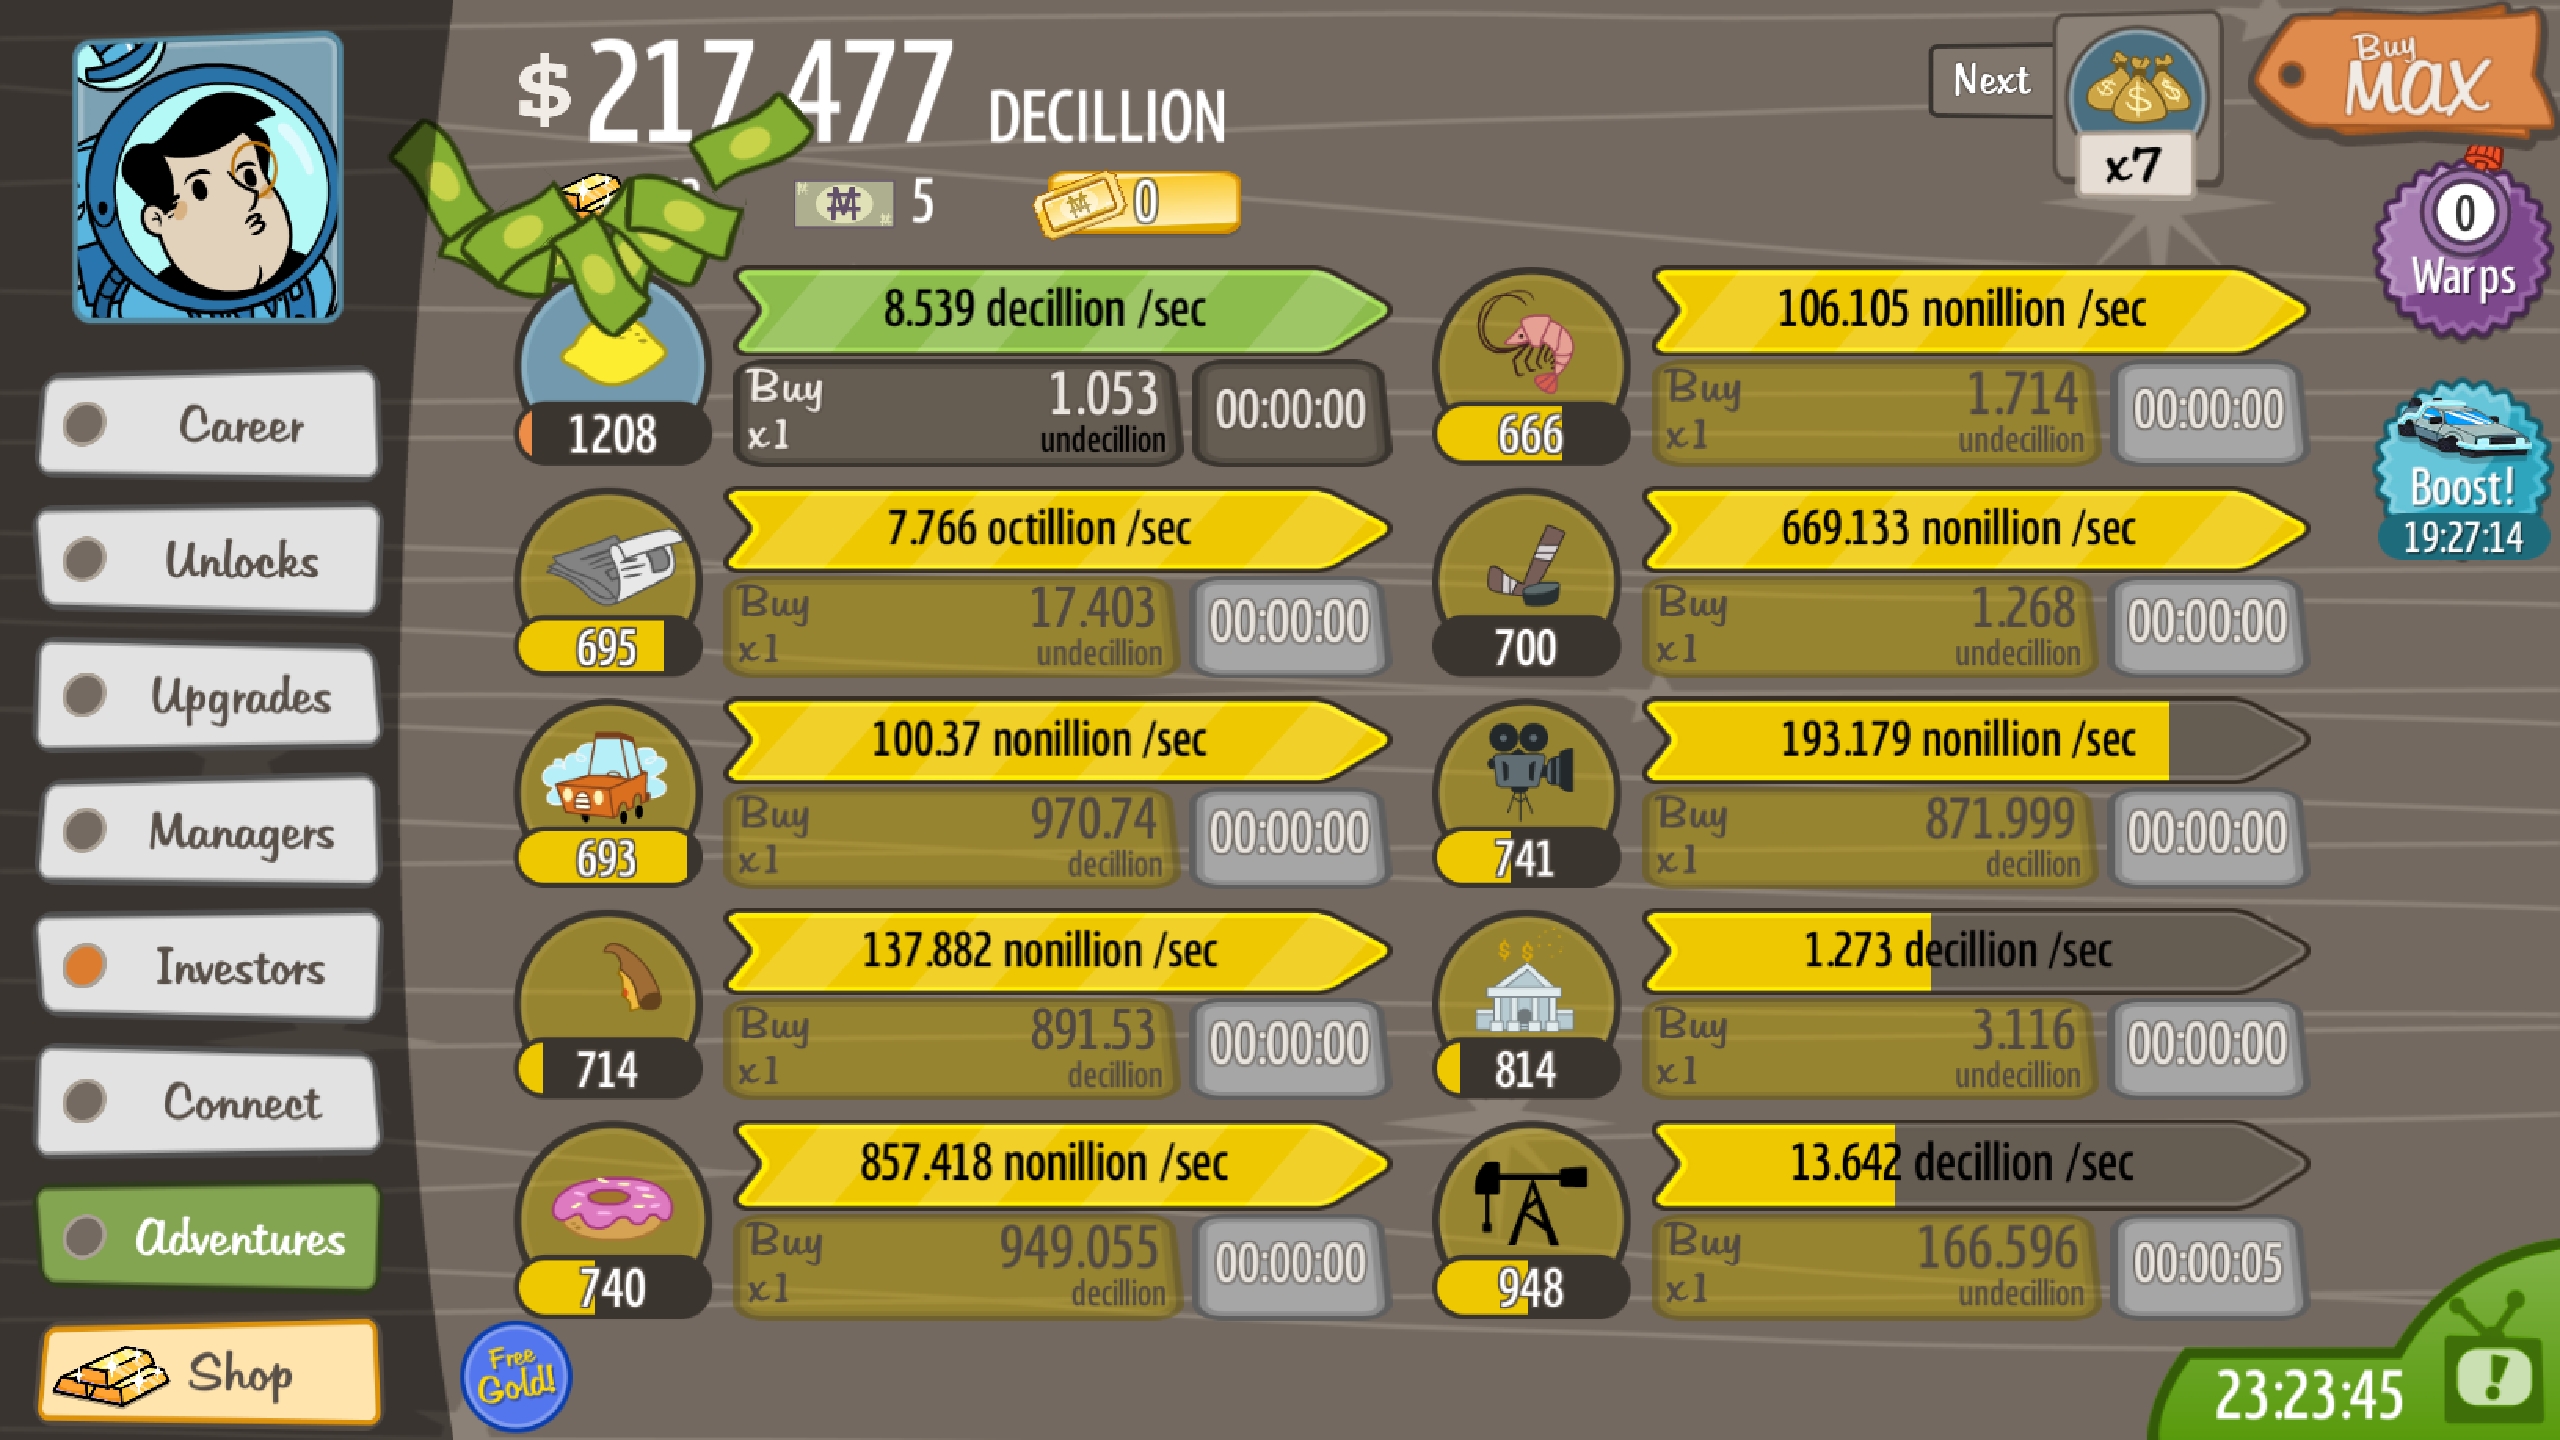 $217.477 DECILLION
Next
x7
Buy
MAX
5
0
0
Warps
Boost!
19:27:14
Career
Unlocks
Upgrades
Managers
Investors
Connect
Adventures
Shop
8.539 decillion /sec
Buy 1.053
x1 undecillion
00:00:00
1208
7.766 octillion /sec
Buy 17.403
x1 undecillion
00:00:00
695
100.37 nonillion /sec
Buy 970.74
x1 decillion
00:00:00
693
137.882 nonillion /sec
Buy 891.53
x1 decillion
00:00:00
714
857.418 nonillion /sec
Buy 949.055
x1 decillion
00:00:00
740
106.105 nonillion /sec
Buy 1.714
x1 undecillion
00:00:00
666
669.133 nonillion /sec
Buy 1.268
x1 undecillion
00:00:00
700
193.179 nonillion /sec
Buy 871.999
x1 decillion
00:00:00
741
1.273 decillion /sec
Buy 3.116
x1 undecillion
00:00:00
814
13.642 decillion /sec
Buy 166.596
x1 undecillion
00:00:05
948
Free
Gold!
23:23:45
!